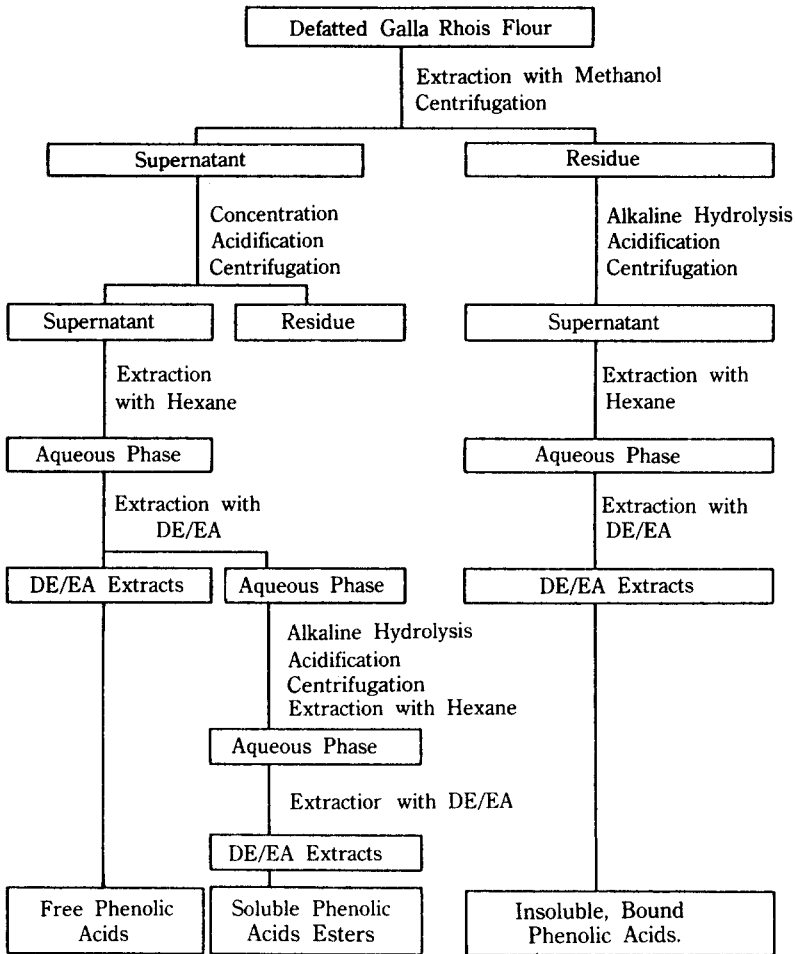 Defatted Galla Rhois Flour
Extraction with Methanol
Centrifugation
Supernatant
Residue
Concentration
Acidification
Centrifugation
Alkaline Hydrolysis
Acidification
Centrifugation
Supernatant
Residue
Supernatant
Extraction
with Hexane
Extraction with
Hexane
Aqueous Phase
Aqueous Phase
Extraction with
DE/EA
Extraction with
DE/EA
DE/EA Extracts
Aqueous Phase
DE/EA Extracts
Alkaline Hydrolysis
Acidification
Centrifugation
Extraction with Hexane
Aqueous Phase
Extractior with DE/EA
DE/EA Extracts
Free Phenolic
Acids
Soluble Phenolic
Acids Esters
Insoluble, Bound
Phenolic Acids.